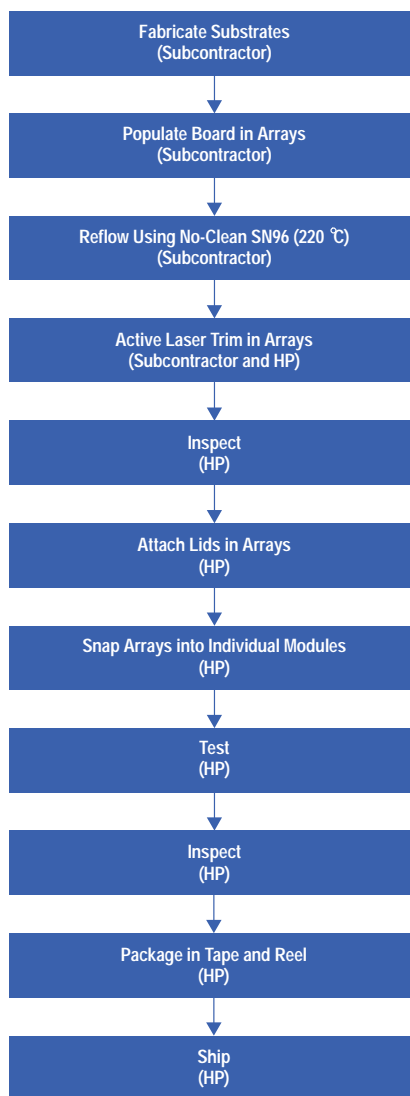 Fabricate Substrates
(Subcontractor)
Populate Board in Arrays
(Subcontractor)
Reflow Using No-Clean SN96 (220 °C)
(Subcontractor)
Active Laser Trim in Arrays
(Subcontractor and HP)
Inspect
(HP)
Attach Lids in Arrays
(HP)
Snap Arrays into Individual Modules
(HP)
Test
(HP)
Inspect
(HP)
Package in Tape and Reel
(HP)
Ship
(HP)